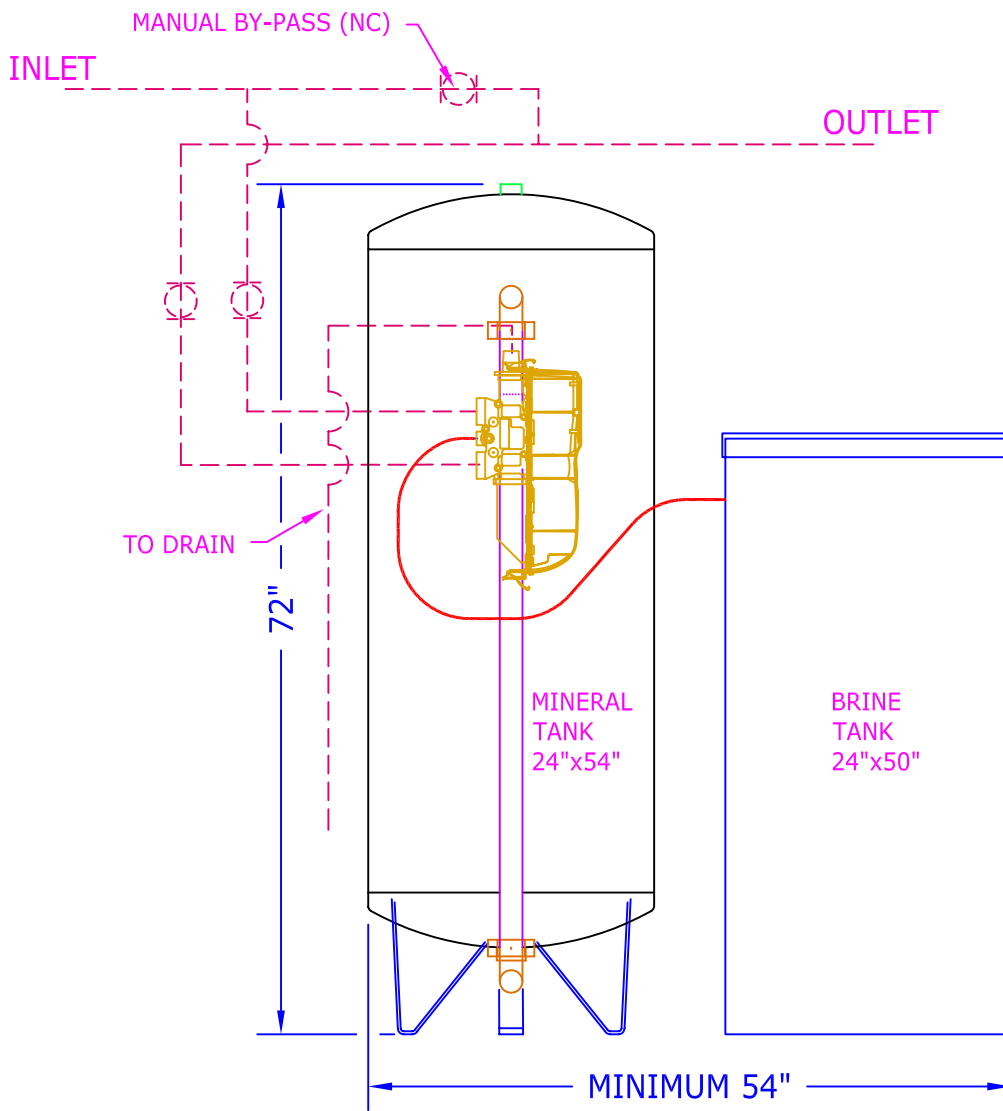 MANUAL BY-PASS (NC)
INLET
OUTLET
TO DRAIN
72"
MINERAL
TANK
24"x54"
BRINE
TANK
24"x50"
MINIMUM 54"